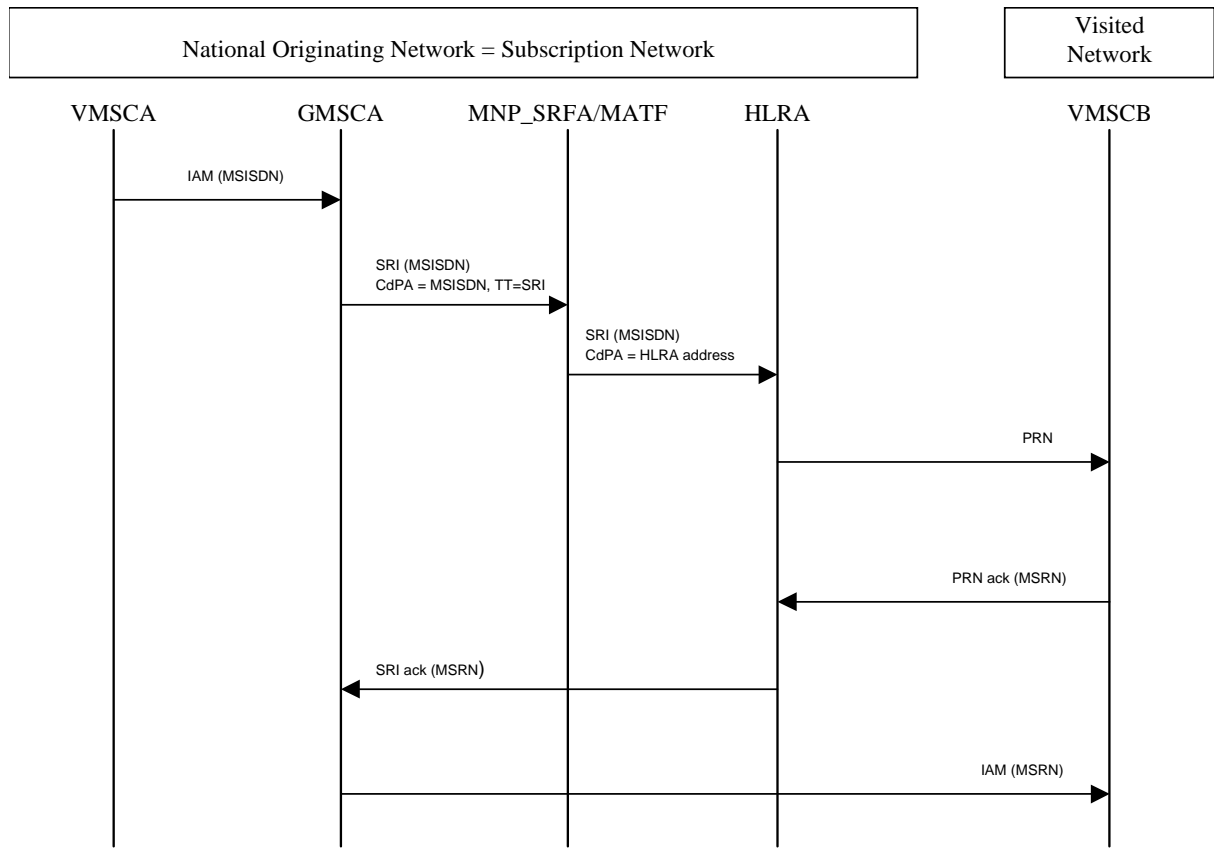 National Originating Network = Subscription Network
Visited
Network
VMSCA
GMSCA
MNP_SRFA/MATF
HLRA
VMSCB
IAM (MSISDN)
SRI (MSISDN)
CdPA = MSISDN, TT=SRI
SRI (MSISDN)
CdPA = HLRA address
PRN
PRN ack (MSRN)
SRI ack (MSRN)
IAM (MSRN)